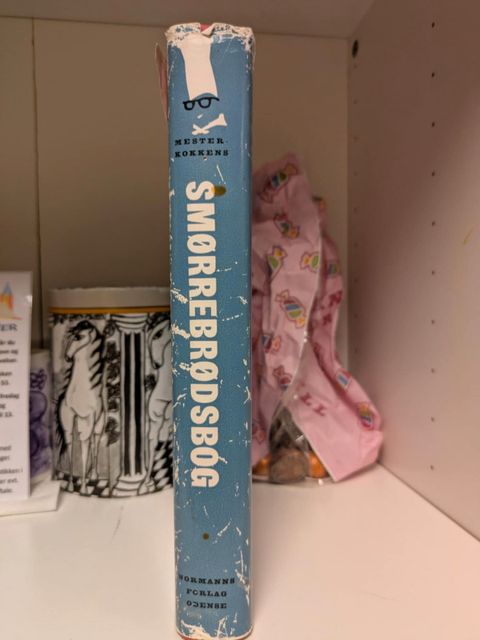 MESTER-
KOKKENS
SMØRREBRØDSBOG
NORMANNS
FORLAG
ODENSE